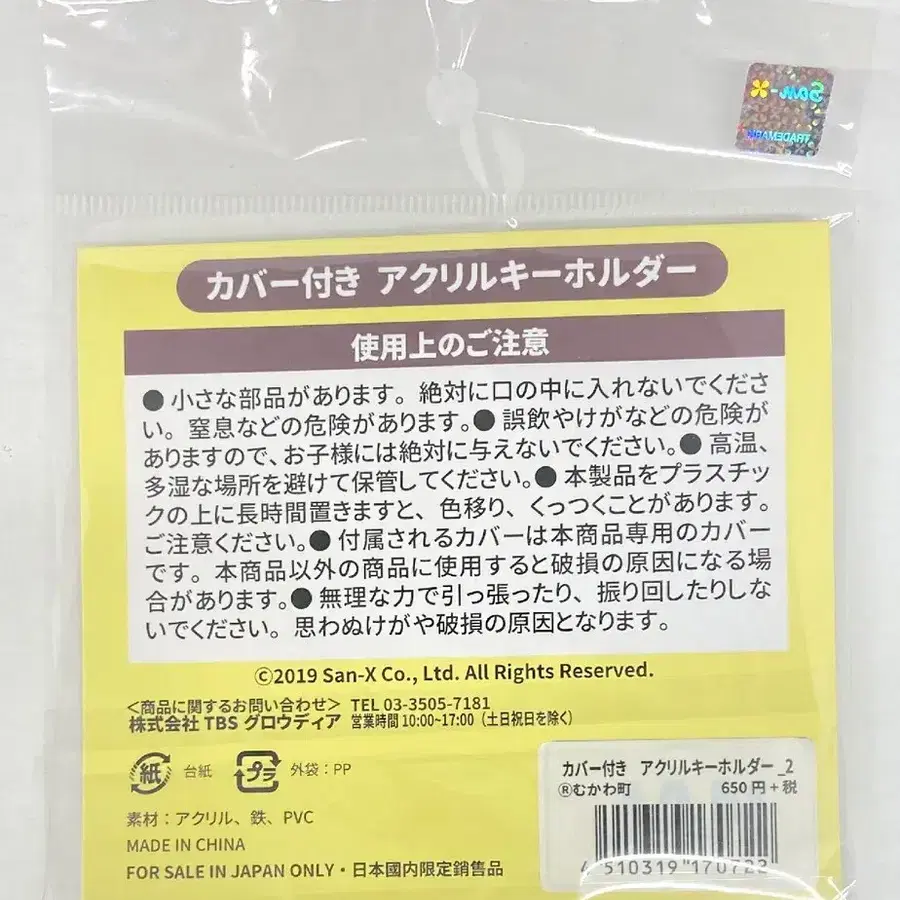 San-X
TRADEMARK
カバー付き アクリルキーホルダー
使用上のご注意
●小さな部品があります。絶対に口の中に入れないでくださ
い。窒息などの危険があります。●誤飲やけがなどの危険が
ありますので、お子様には絶対に与えないでください。●高温、
多湿な場所を避けて保管してください。●本製品をプラスチッ
クの上に長時間置きますと、色移り、くっつくことがあります。
ご注意ください。●付属されるカバーは本商品専用のカバー
です。本商品以外の商品に使用すると破損の原因になる場
合があります。●無理な力で引っ張ったり、振り回したりしな
いでください。思わぬけがや破損の原因となります。
©2019 San-X Co., Ltd. All Rights Reserved.
<商品に関するお問い合わせ> TEL 03-3505-7181
株式会社 TBS グロウディア 営業時間 10:00~17:00（土日祝日を除く）
紙 台紙 プラ 外袋：PP
素材：アクリル、鉄、PVC
MADE IN CHINA
FOR SALE IN JAPAN ONLY・日本國内限定銷售品
カバー付き アクリルキーホルダー_2
®むかわ町 650円+税
4 510319 170722